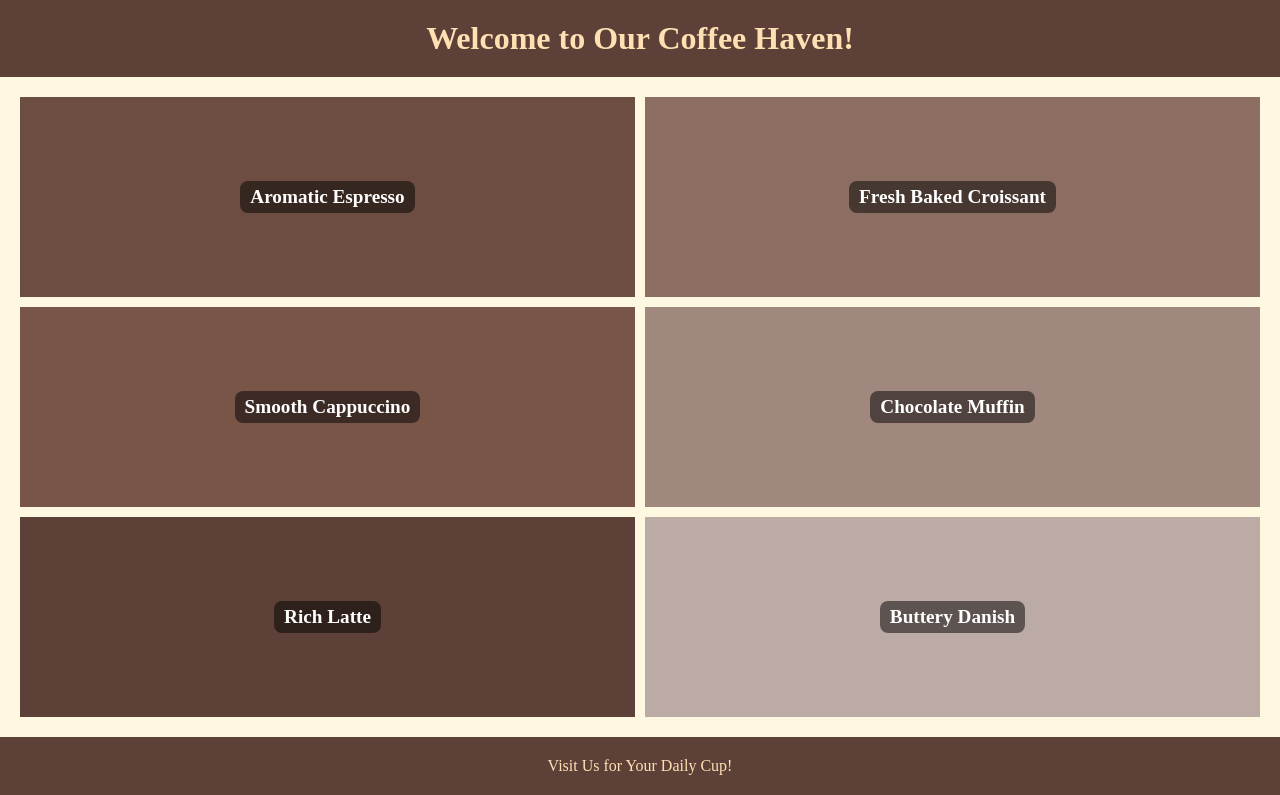 Welcome to Our Coffee Haven!
Aromatic Espresso
Fresh Baked Croissant
Smooth Cappuccino
Chocolate Muffin
Rich Latte
Buttery Danish
Visit Us for Your Daily Cup!